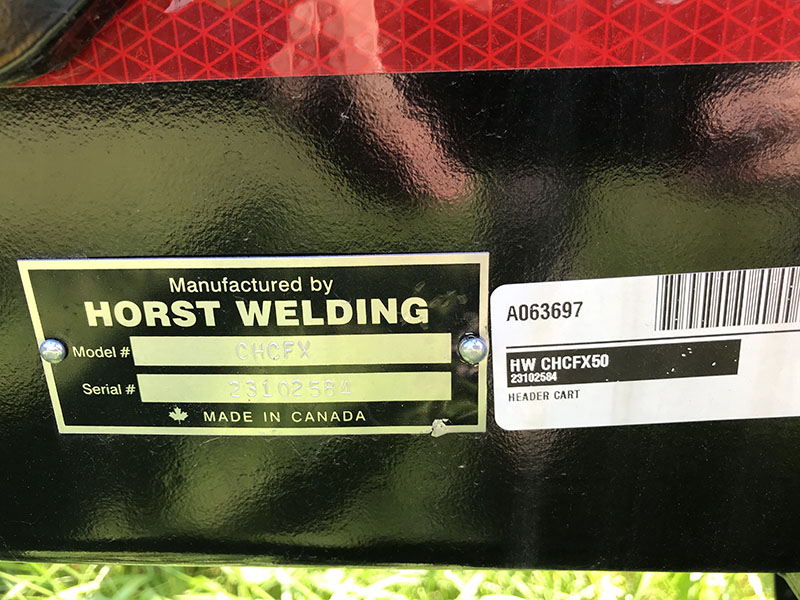 Manufactured by
HORST WELDING
Model # CHCFX
Serial # 23102584
MADE IN CANADA
A063697
HW CHCFX50
23102584
HEADER CART